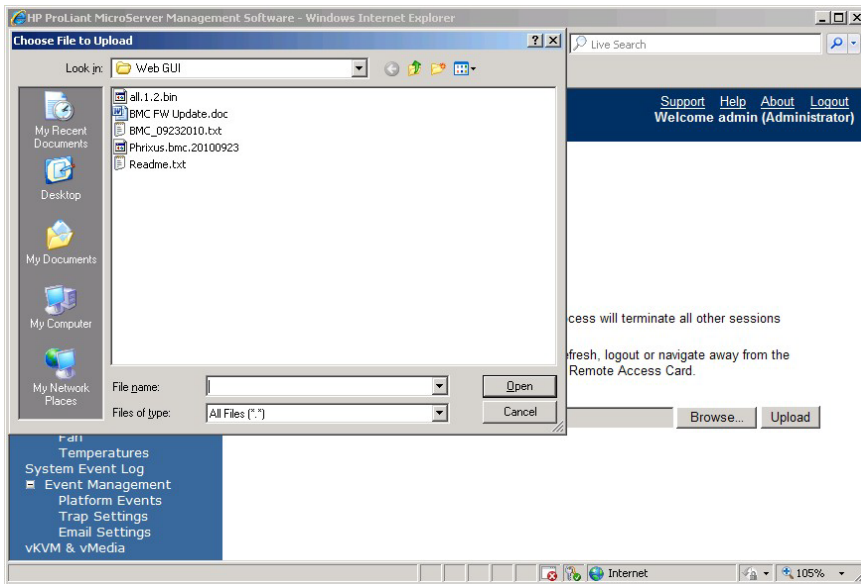 HP ProLiant MicroServer Management Software - Windows Internet Explorer
Choose File to Upload
Live Search
Look in:
Web GUI
Support Help About Logout
Welcome admin (Administrator)
My Recent
Documents
Desktop
My Documents
My Computer
My Network
Places
all.1.2.bin
BMC FW Update.doc
BMC_09232010.txt
Phrixus.bmc.20100923
Readme.txt
cess will terminate all other sessions
efresh, logout or navigate away from the
Remote Access Card.
File name:
Open
Files of type:
All Files (*.*)
Cancel
Browse...
Upload
Fan
Temperatures
System Event Log
Event Management
Platform Events
Trap Settings
Email Settings
vKVM & vMedia
Internet
105%